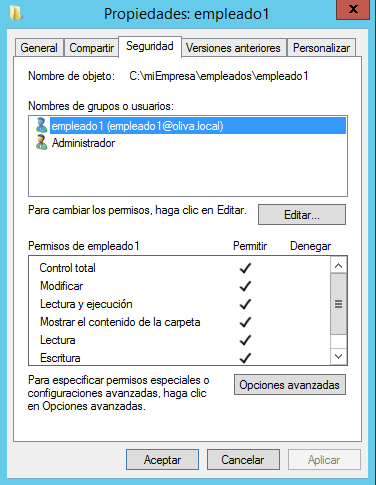 Propiedades: empleado1
General
Compartir
Seguridad
Versiones anteriores
Personalizar
Nombre de objeto: C:\miEmpresa\empleados\empleado1
Nombres de grupos o usuarios:
empleado1 (empleado1@oliva.local)
Administrador
Para cambiar los permisos, haga clic en Editar.
Editar...
Permisos de empleado1 Permitir Denegar
Control total
Modificar
Lectura y ejecución
Mostrar el contenido de la carpeta
Lectura
Escritura
Para especificar permisos especiales o
configuraciones avanzadas, haga clic
en Opciones avanzadas.
Opciones avanzadas
Aceptar
Cancelar
Aplicar